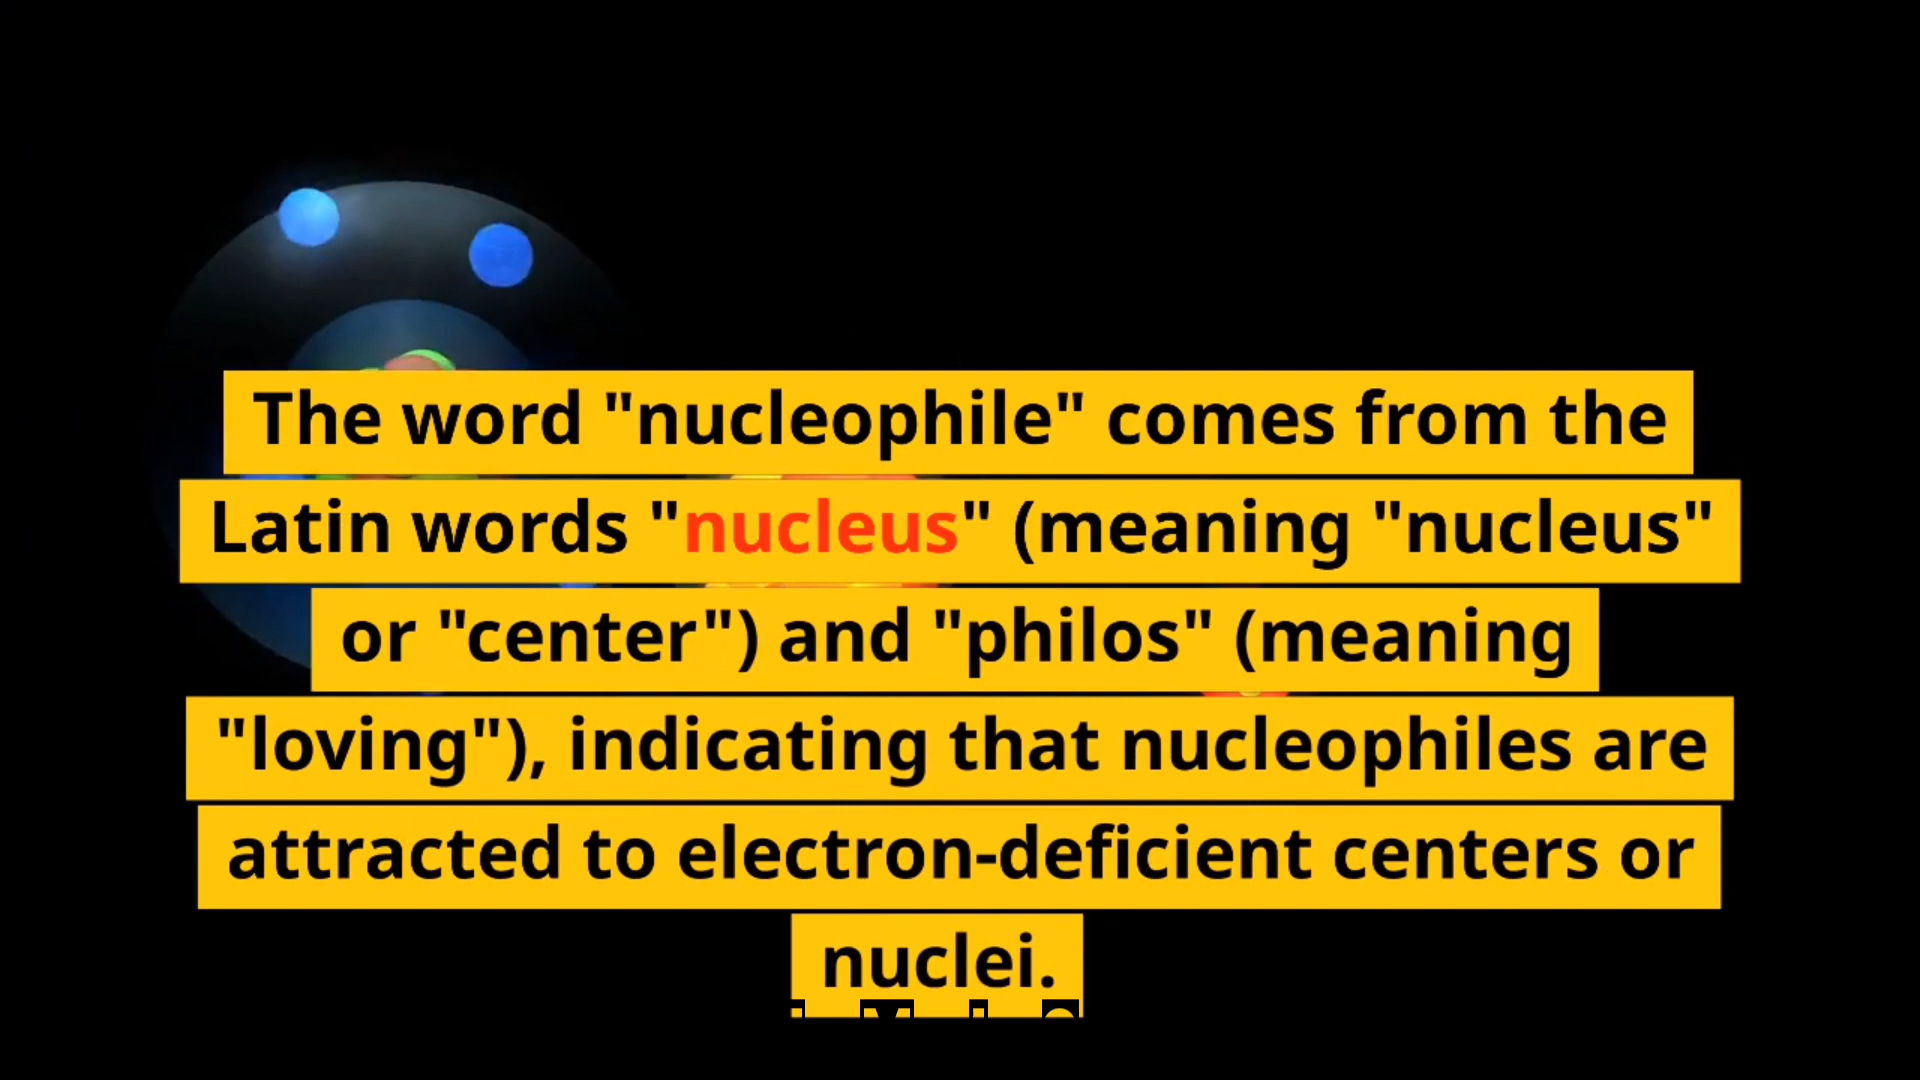 The word "nucleophile" comes from the
Latin words "nucleus" (meaning "nucleus"
or "center") and "philos" (meaning
"loving"), indicating that nucleophiles are
attracted to electron-deficient centers or
nuclei.